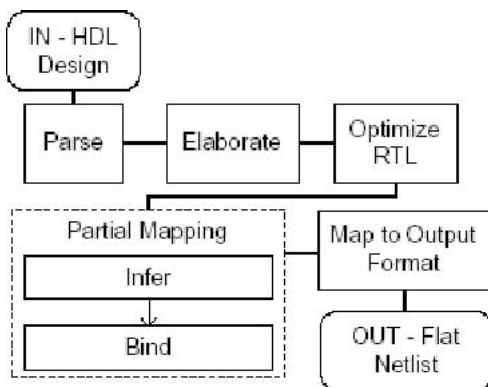 IN - HDL
Design
Parse
Elaborate
Optimize
RTL
Partial Mapping
Infer
Bind
Map to Output
Format
OUT - Flat
Netlist